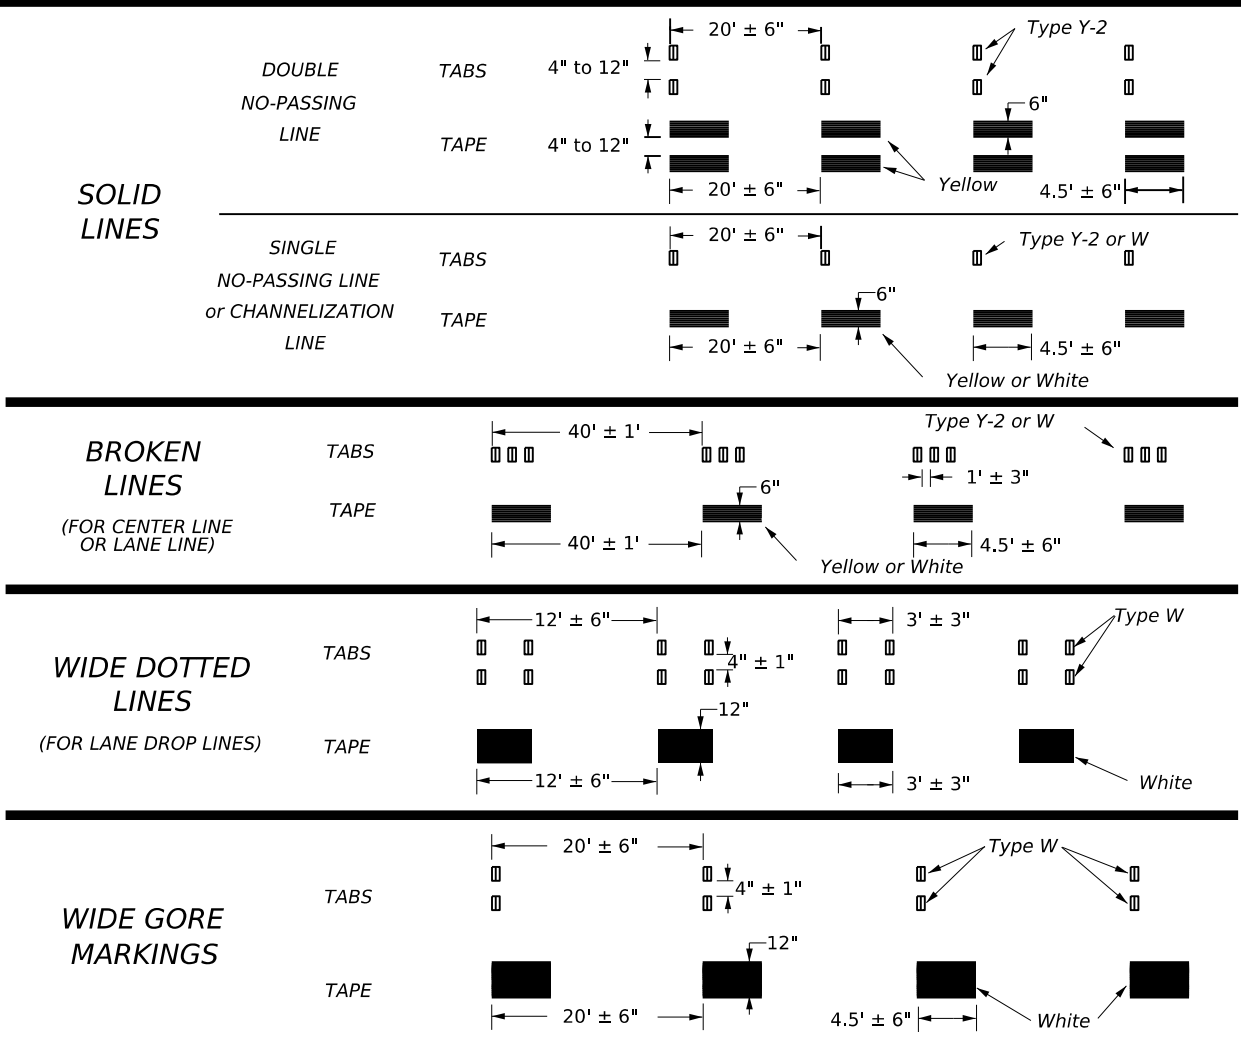 SOLID
LINES
DOUBLE
NO-PASSING
LINE
TABS
4" to 12"
20' ± 6"
Type Y-2
TAPE
4" to 12"
6"
20' ± 6"
Yellow
4.5' ± 6"
SINGLE
NO-PASSING LINE
or CHANNELIZATION
LINE
TABS
20' ± 6"
Type Y-2 or W
TAPE
6"
20' ± 6"
4.5' ± 6"
Yellow or White
BROKEN
LINES
(FOR CENTER LINE
OR LANE LINE)
TABS
40' ± 1'
Type Y-2 or W
1' ± 3"
TAPE
6"
40' ± 1'
4.5' ± 6"
Yellow or White
WIDE DOTTED
LINES
(FOR LANE DROP LINES)
TABS
12' ± 6"
4" ± 1"
3' ± 3"
Type W
TAPE
12"
12' ± 6"
3' ± 3"
White
WIDE GORE
MARKINGS
TABS
20' ± 6"
4" ± 1"
Type W
TAPE
12"
20' ± 6"
4.5' ± 6"
White